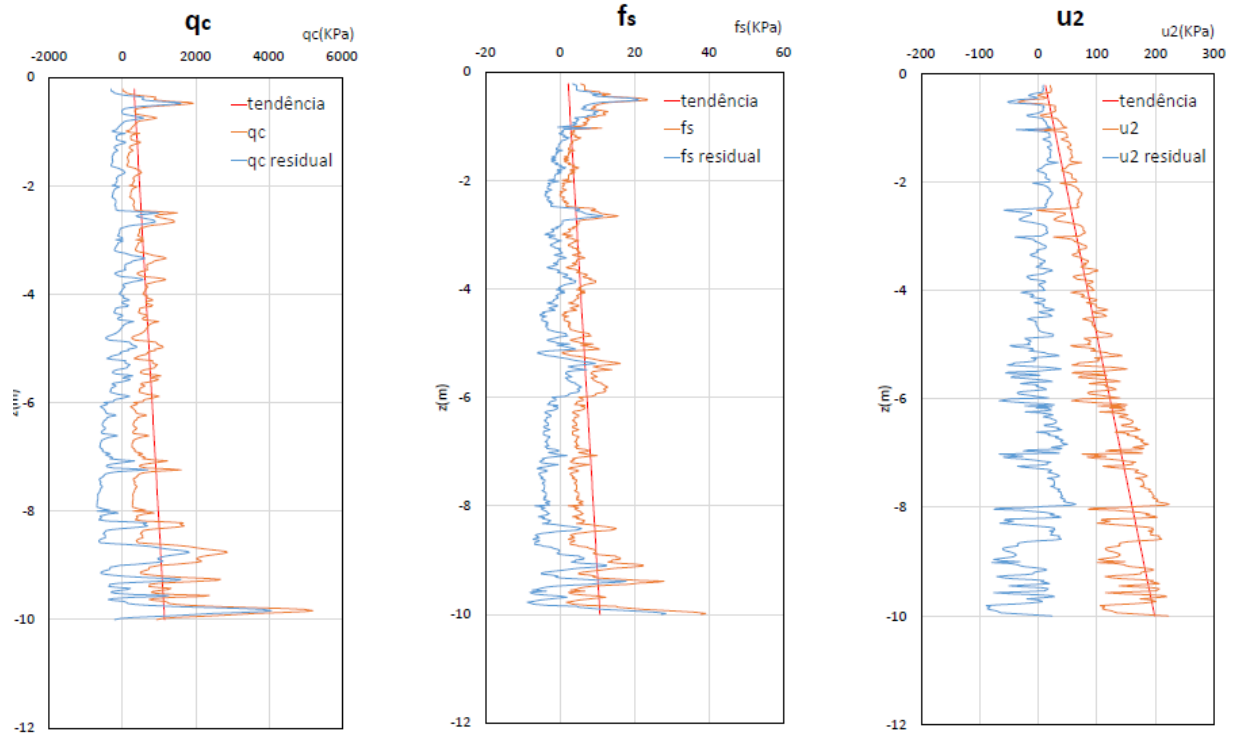 qc
qc(KPa)
-2000 0 2000 4000 6000
0
-2
-4
-6
-8
-10
-12
tendência
qc
qc residual
fs
fs(KPa)
-20 0 20 40 60
0
-2
-4
-6
-8
-10
-12
z(m)
tendência
fs
fs residual
u2
u2(KPa)
-200 -100 0 100 200 300
0
-2
-4
-6
-8
-10
-12
z(m)
tendência
u2
u2 residual